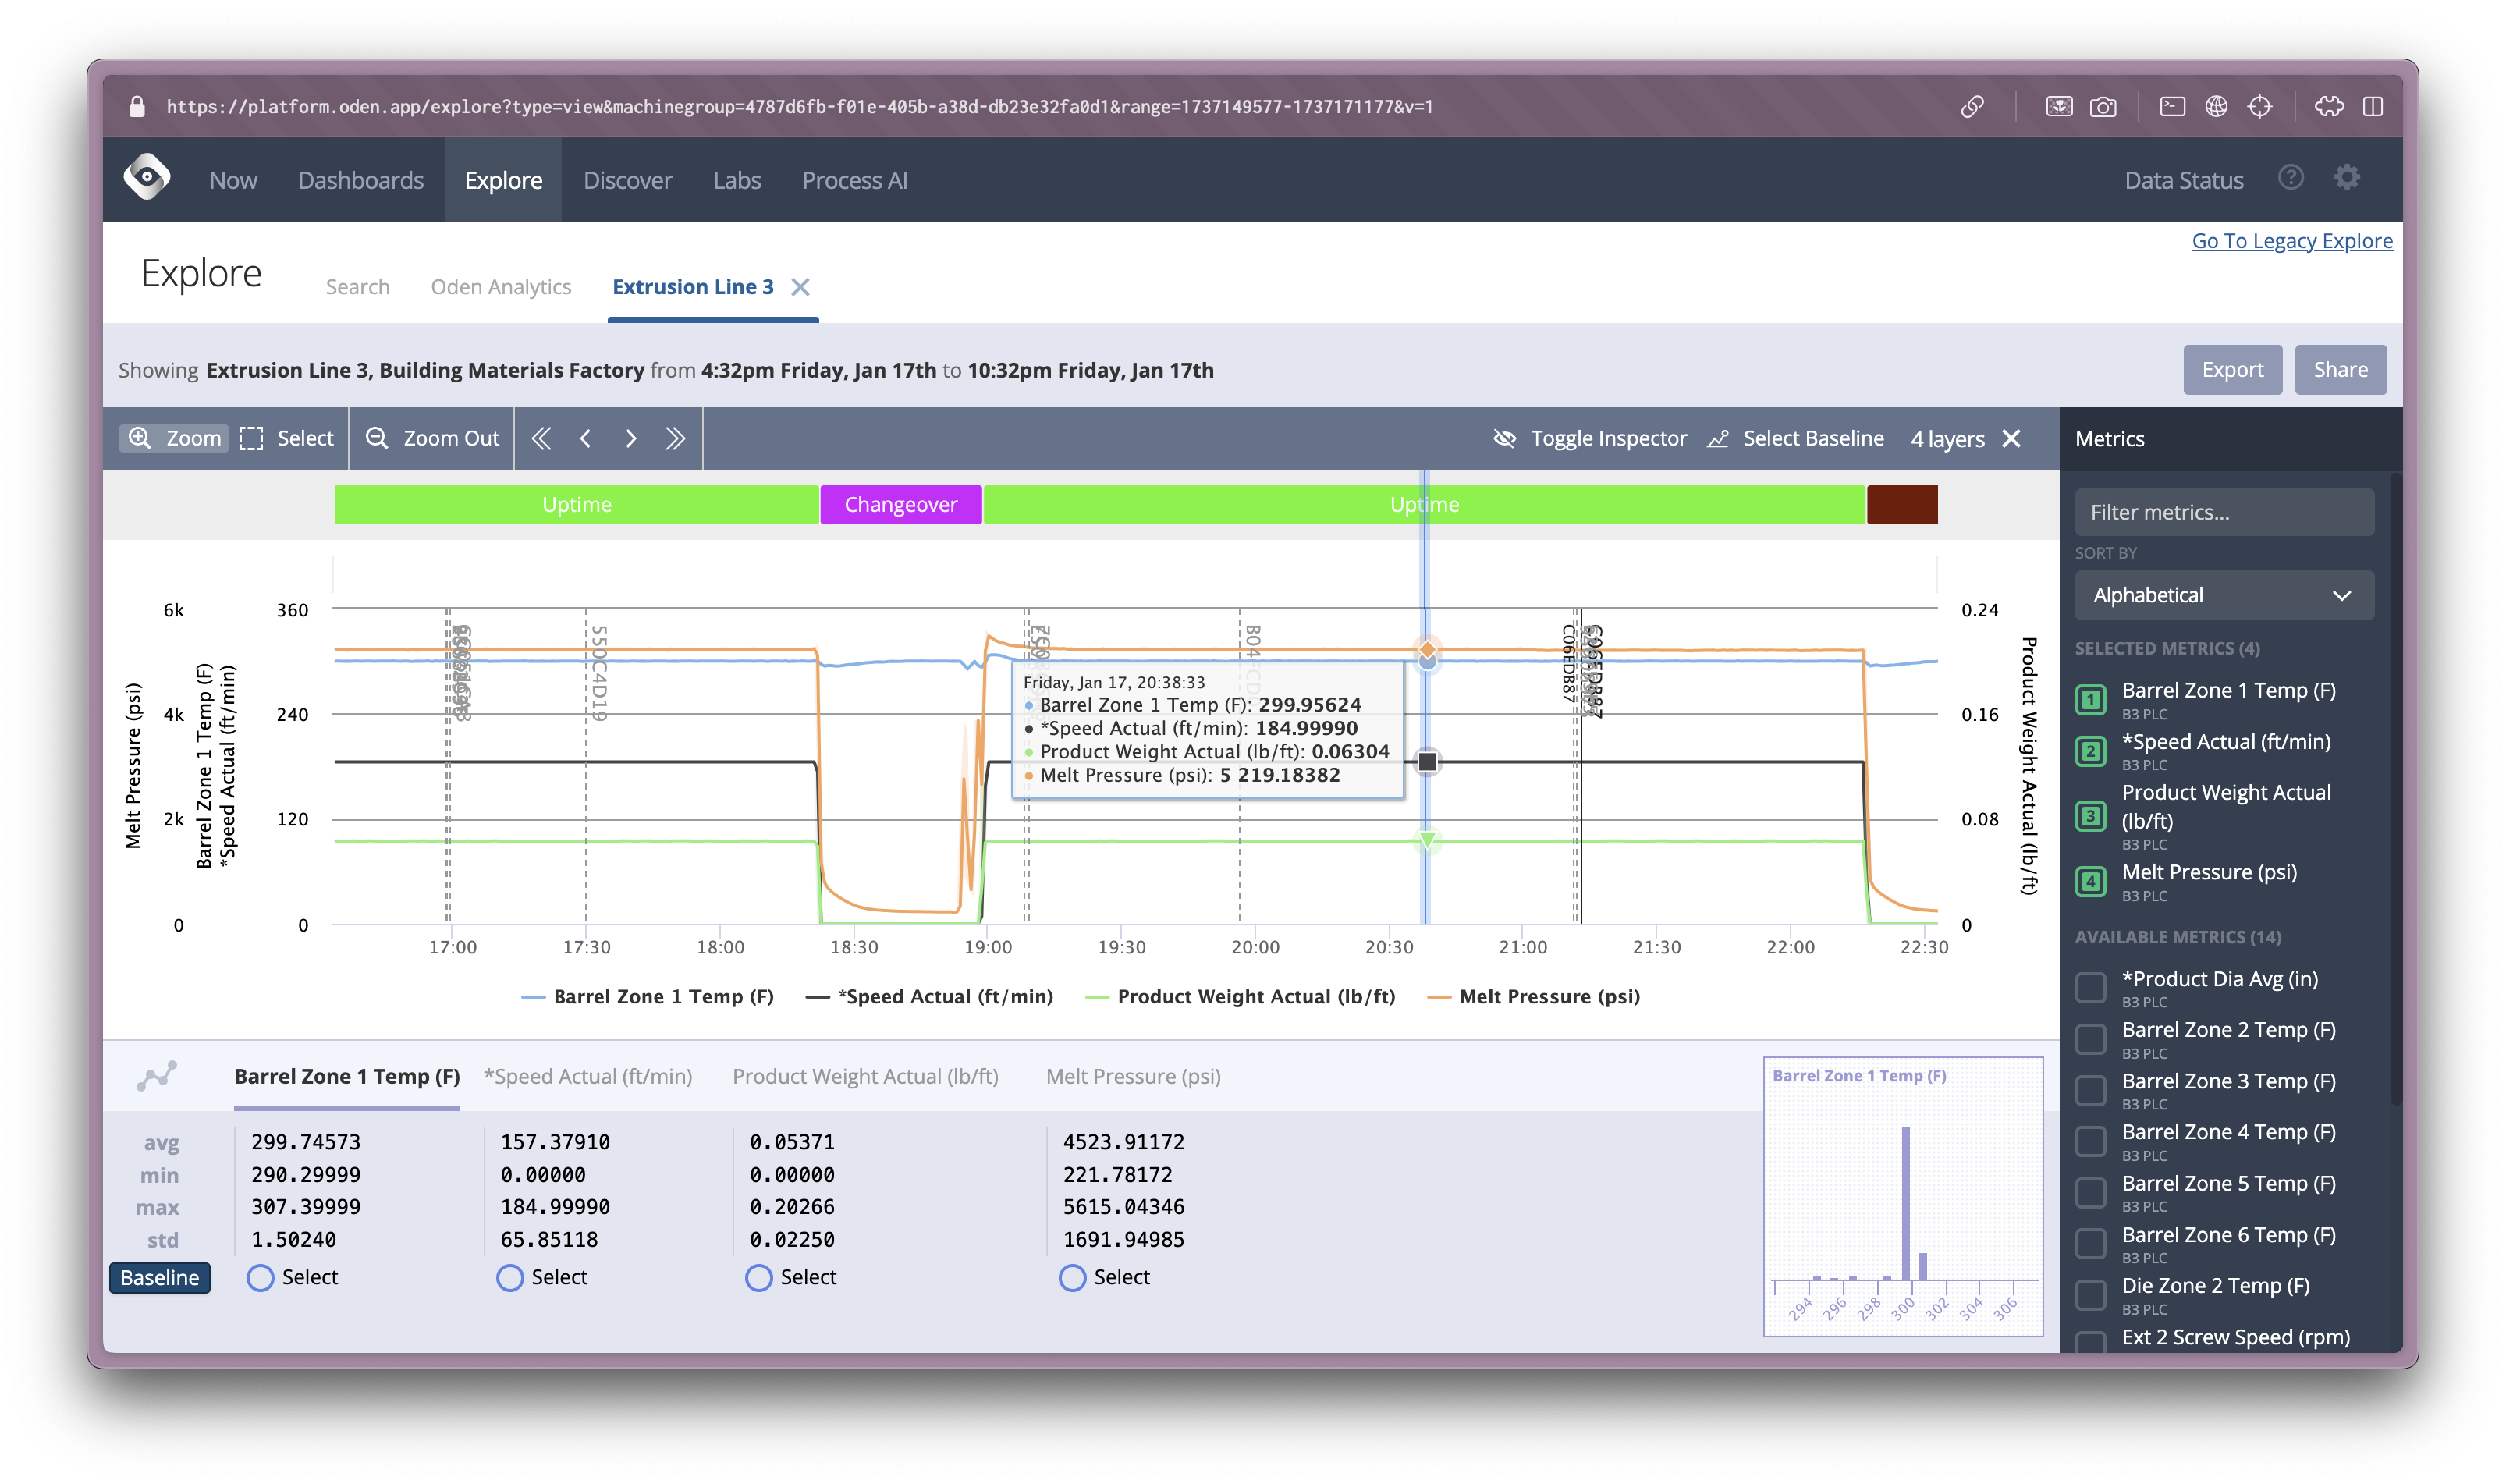 https://platform.oden.app/explore?type=view&machinegroup=4787d6fb-f01e-405b-a38d-db23e32fa0d1&range=1737149577-1737171177&v=1
Now Dashboards Explore Discover Labs Process AI Data Status
Go To Legacy Explore
Explore Search Oden Analytics Extrusion Line 3
Showing Extrusion Line 3, Building Materials Factory from 4:32pm Friday, Jan 17th to 10:32pm Friday, Jan 17th
Export Share
Zoom Select Zoom Out Toggle Inspector Select Baseline 4 layers
Uptime Changeover Uptime
Melt Pressure (psi)
6k
4k
2k
0
Barrel Zone 1 Temp (F)
*Speed Actual (ft/min)
360
240
120
0
550C4D19
C06EDB87
Friday, Jan 17, 20:38:33
Barrel Zone 1 Temp (F): 299.95624
*Speed Actual (ft/min): 184.99990
Product Weight Actual (lb/ft): 0.06304
Melt Pressure (psi): 5 219.18382
0.24
0.16
0.08
0
Product Weight Actual (lb/ft)
17:00 17:30 18:00 18:30 19:00 19:30 20:00 20:30 21:00 21:30 22:00 22:30
Barrel Zone 1 Temp (F) *Speed Actual (ft/min) Product Weight Actual (lb/ft) Melt Pressure (psi)
Barrel Zone 1 Temp (F) *Speed Actual (ft/min) Product Weight Actual (lb/ft) Melt Pressure (psi)
avg 299.74573 157.37910 0.05371 4523.91172
min 290.29999 0.00000 0.00000 221.78172
max 307.39999 184.99990 0.20266 5615.04346
std 1.50240 65.85118 0.02250 1691.94985
Baseline Select Select Select Select
Barrel Zone 1 Temp (F)
294 296 298 300 302 304 306
Metrics
Filter metrics...
SORT BY
Alphabetical
SELECTED METRICS (4)
1 Barrel Zone 1 Temp (F)
B3 PLC
2 *Speed Actual (ft/min)
B3 PLC
3 Product Weight Actual
(lb/ft)
B3 PLC
4 Melt Pressure (psi)
B3 PLC
AVAILABLE METRICS (14)
*Product Dia Avg (in)
B3 PLC
Barrel Zone 2 Temp (F)
B3 PLC
Barrel Zone 3 Temp (F)
B3 PLC
Barrel Zone 4 Temp (F)
B3 PLC
Barrel Zone 5 Temp (F)
B3 PLC
Barrel Zone 6 Temp (F)
B3 PLC
Die Zone 2 Temp (F)
B3 PLC
Ext 2 Screw Speed (rpm)